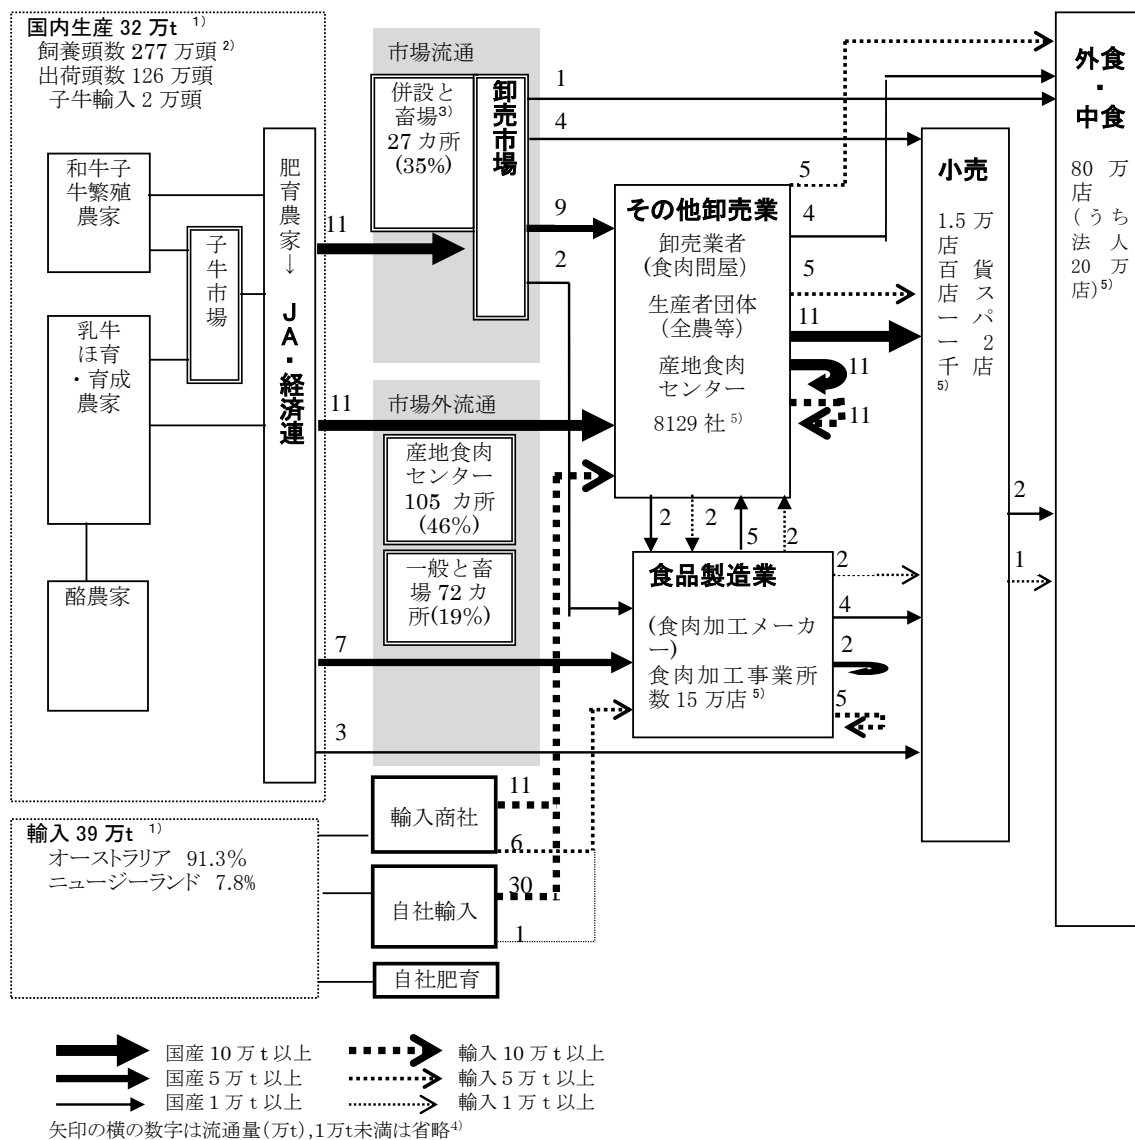 国内生産 32 万t 1)
飼養頭数 277 万頭 2)
出荷頭数 126 万頭
子牛輸入 2 万頭
和牛子
牛繁殖
農家
子牛市場
乳牛
ほ育
・育成
農家
酪農家
肥育農家→
JA・経済連
11
11
7
3
市場流通
併設と
畜場3)
27 カ所
(35%)
卸売市場
1
4
9
2
市場外流通
産地食肉
センター
105 カ所
(46%)
一般と畜
場 72 カ
所(19%)
その他卸売業
卸売業者
(食肉問屋)
生産者団体
(全農等)
産地食肉
センター
8129 社 5)
5
4
5
11
11
11
2
2
5
2
食品製造業
(食肉加工メーカ
ー)
食肉加工事業所
数 15 万店 5)
2
4
2
5
小売
1.5 万
店 貨
百 ス
店 パ
ー 2
ー 店
千
5)
2
1
外食
・
中食
80 万
店
(うち
法 人
20 万
店)5)
輸入 39 万t 1)
オーストラリア 91.3%
ニュージーランド 7.8%
輸入商社
11
6
自社輸入
30
1
自社肥育
国産 10 万 t 以上
輸入 10 万 t 以上
国産 5 万 t 以上
輸入 5 万 t 以上
国産 1 万 t 以上
輸入 1 万 t 以上
矢印の横の数字は流通量(万t),1万t未満は省略4)